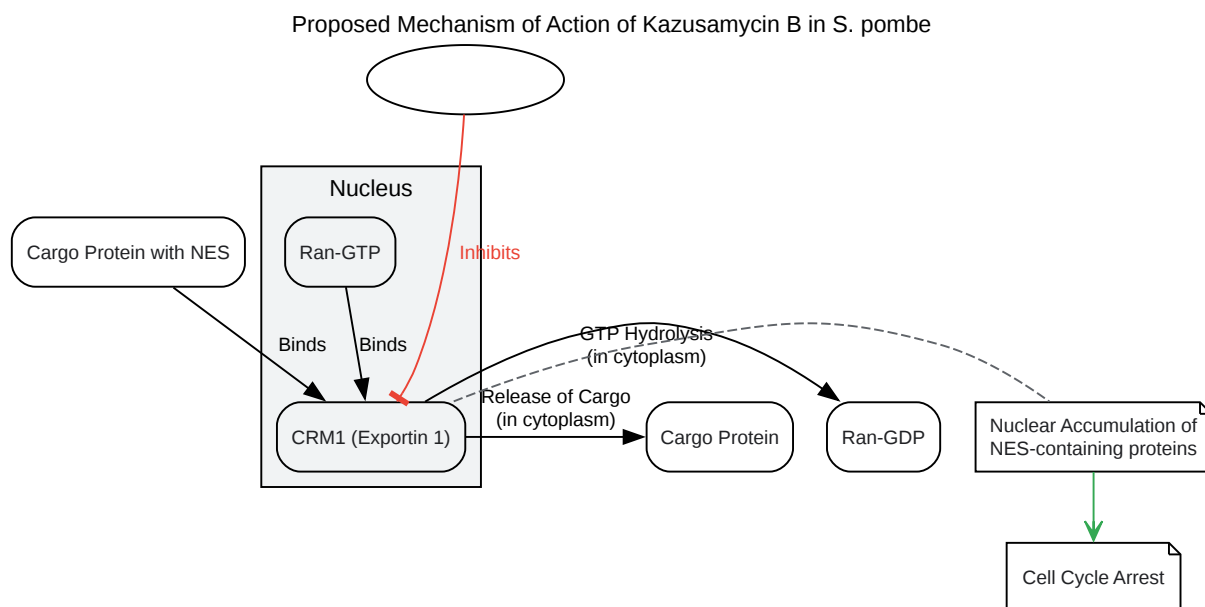 Proposed Mechanism of Action of Kazusamycin B in S. pombe
Nucleus
Cargo Protein with NES
Ran-GTP
Inhibits
Binds
Binds
GTP Hydrolysis
(in cytoplasm)
Release of Cargo
(in cytoplasm)
CRM1 (Exportin 1)
Cargo Protein
Ran-GDP
Nuclear Accumulation of
NES-containing proteins
Cell Cycle Arrest